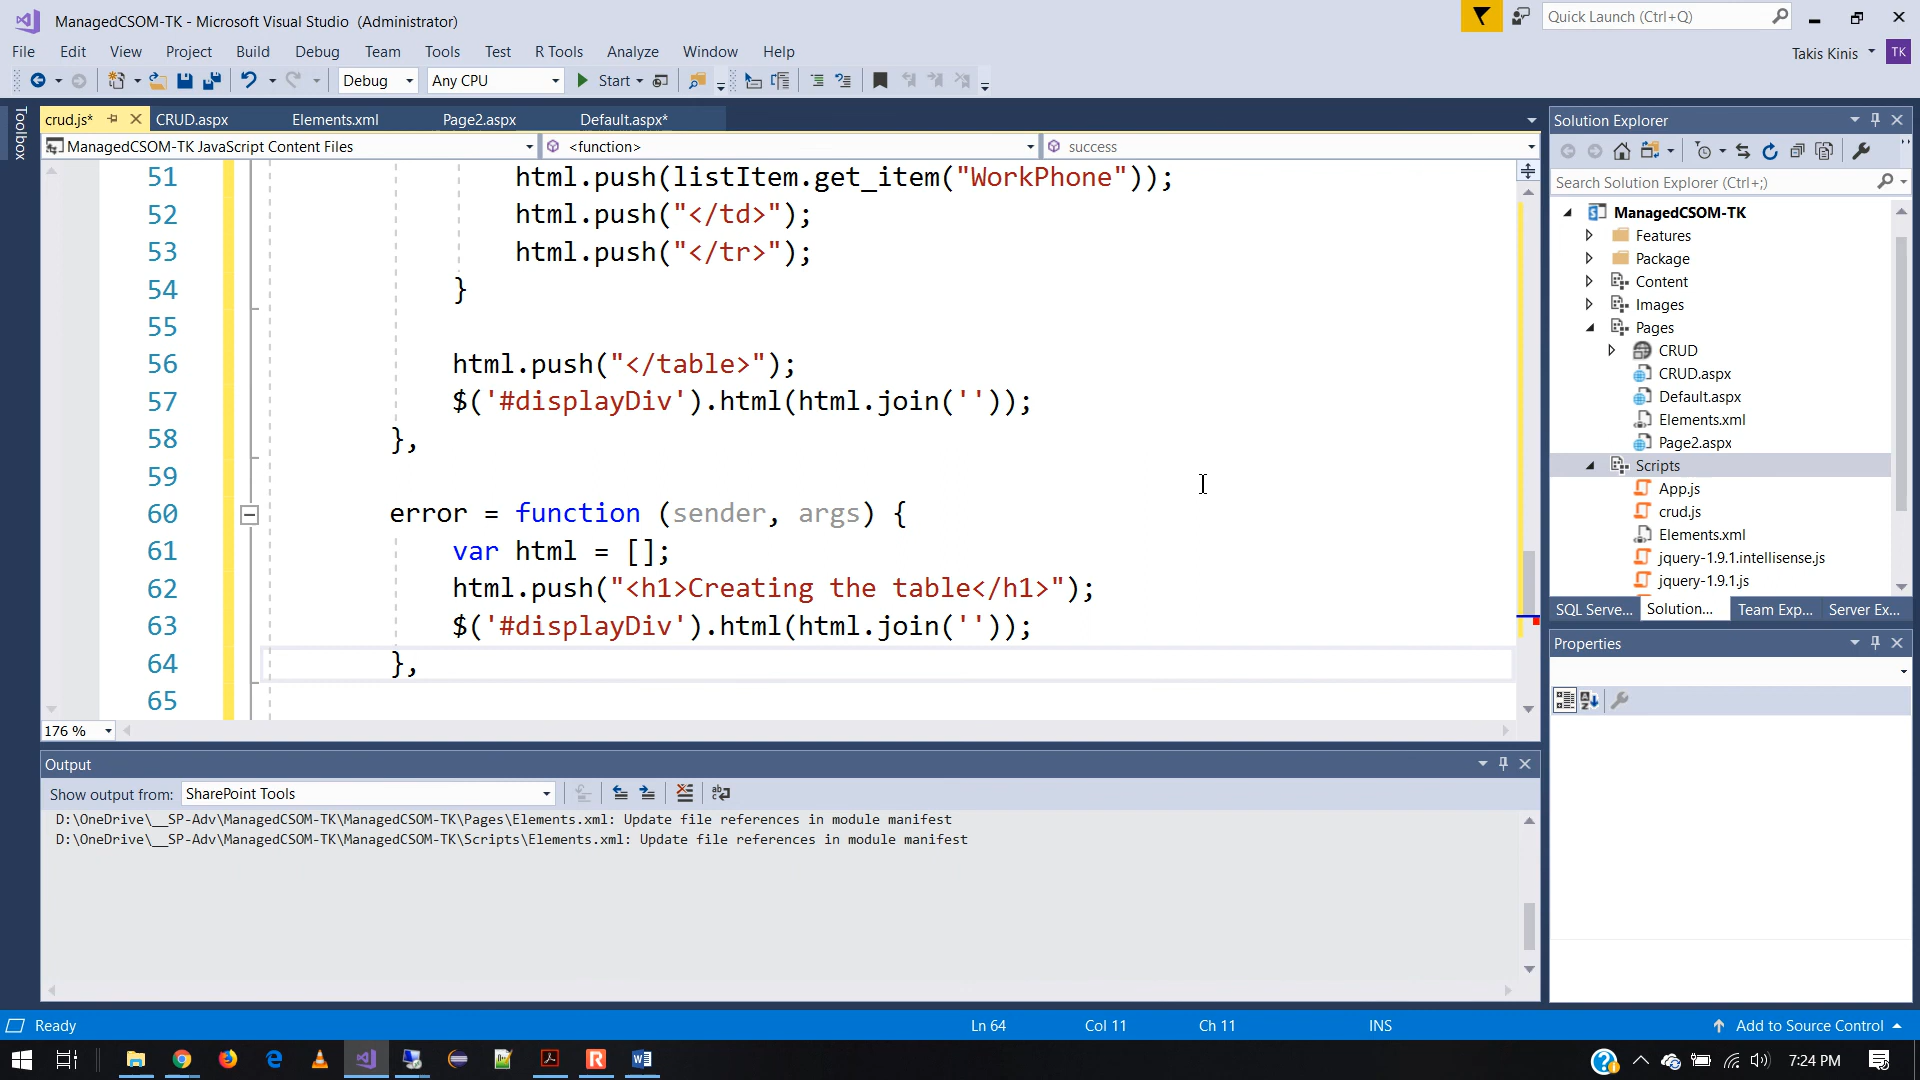 ManagedCSOM-TK - Microsoft Visual Studio (Administrator)
Quick Launch (Ctrl+Q)
File Edit View Project Build Debug Team Tools Test R Tools Analyze Window Help
Takis Kinis TK
Debug Any CPU Start
Toolbox
crud.js* CRUD.aspx Elements.xml Page2.aspx Default.aspx*
ManagedCSOM-TK JavaScript Content Files <function> success
51 html.push(listItem.get_item("WorkPhone"));
52 html.push("</td>");
53 html.push("</tr>");
54 }
55
56 html.push("</table>");
57 $('#displayDiv').html(html.join(''));
58 },
59
60 error = function (sender, args) {
61 var html = [];
62 html.push("<h1>Creating the table</h1>");
63 $('#displayDiv').html(html.join(''));
64 },
65
176 %
Output
Show output from: SharePoint Tools
D:\OneDrive\__SP-Adv\ManagedCSOM-TK\ManagedCSOM-TK\Pages\Elements.xml: Update file references in module manifest
D:\OneDrive\__SP-Adv\ManagedCSOM-TK\ManagedCSOM-TK\Scripts\Elements.xml: Update file references in module manifest
Solution Explorer
Search Solution Explorer (Ctrl+;)
ManagedCSOM-TK
Features
Package
Content
Images
Pages
CRUD
CRUD.aspx
Default.aspx
Elements.xml
Page2.aspx
Scripts
App.js
crud.js
Elements.xml
jquery-1.9.1.intellisense.js
jquery-1.9.1.js
SQL Serve... Solution... Team Exp... Server Ex...
Properties
Ready Ln 64 Col 11 Ch 11 INS Add to Source Control
7:24 PM